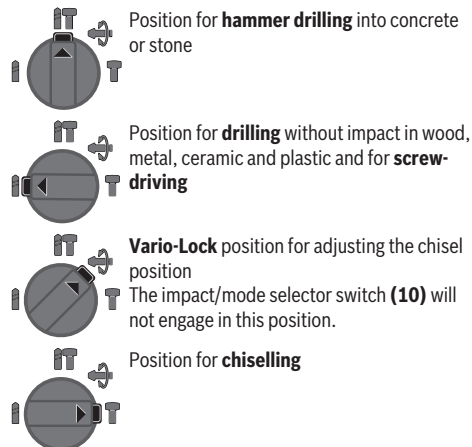 Position for hammer drilling into concrete
or stone
Position for drilling without impact in wood,
metal, ceramic and plastic and for screw-
driving
Vario-Lock position for adjusting the chisel
position
The impact/mode selector switch (10) will
not engage in this position.
Position for chiselling